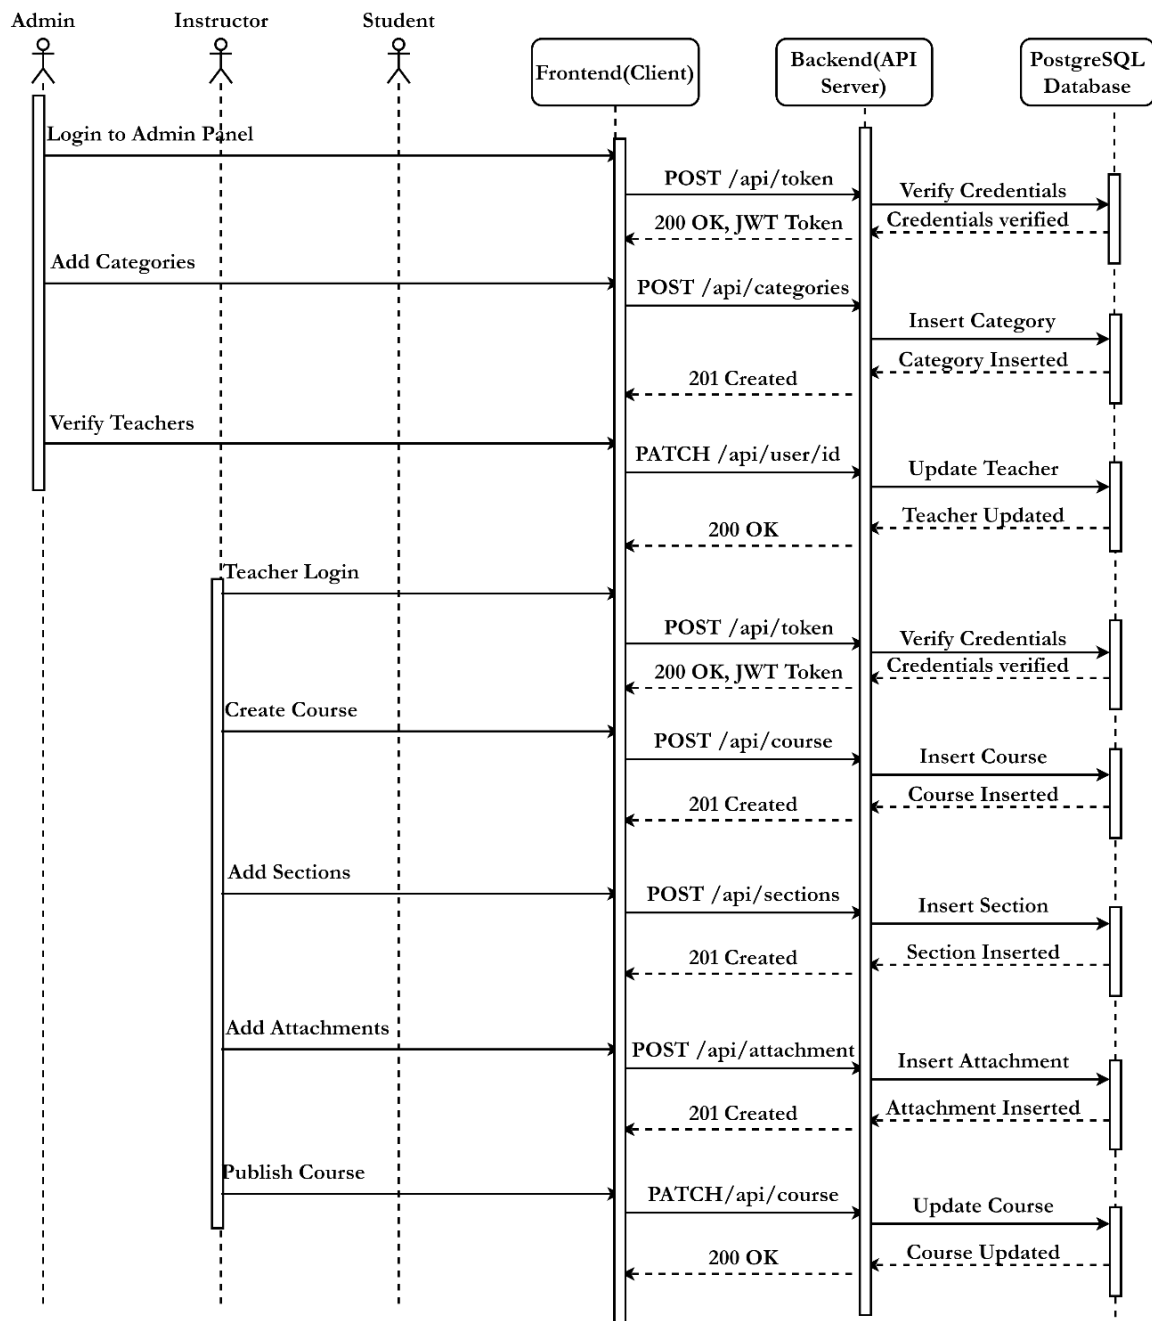 Admin
Instructor
Student
Frontend(Client)
Backend(API
Server)
PostgreSQL
Database
Login to Admin Panel
POST /api/token
Verify Credentials
200 OK, JWT Token
Credentials verified
Add Categories
POST /api/categories
Insert Category
Category Inserted
201 Created
Verify Teachers
PATCH /api/user/id
Update Teacher
Teacher Updated
200 OK
Teacher Login
POST /api/token
Verify Credentials
200 OK, JWT Token
Credentials verified
Create Course
POST /api/course
Insert Course
Course Inserted
201 Created
Add Sections
POST /api/sections
Insert Section
Section Inserted
201 Created
Add Attachments
POST /api/attachment
Insert Attachment
Attachment Inserted
201 Created
Publish Course
PATCH/api/course
Update Course
Course Updated
200 OK